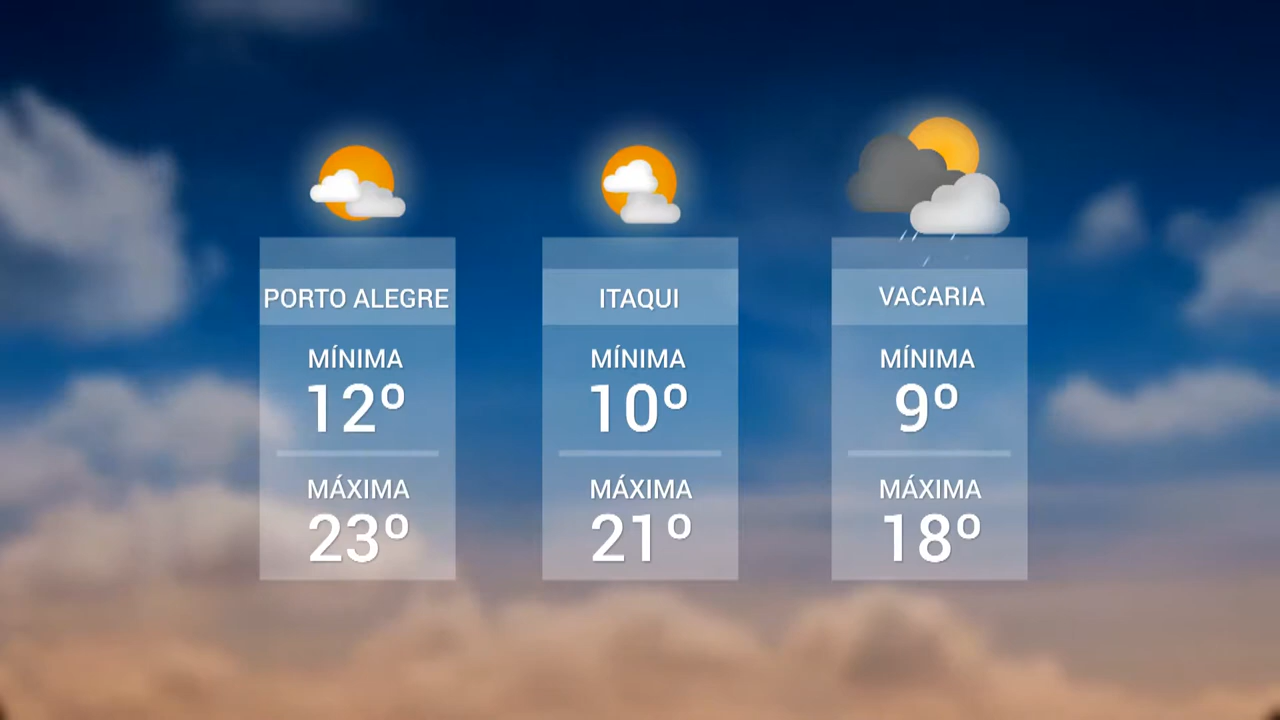 PORTO ALEGRE
MÍNIMA
12º
MÁXIMA
23º
ITAQUI
MÍNIMA
10º
MÁXIMA
21º
VACARIA
MÍNIMA
9º
MÁXIMA
18º